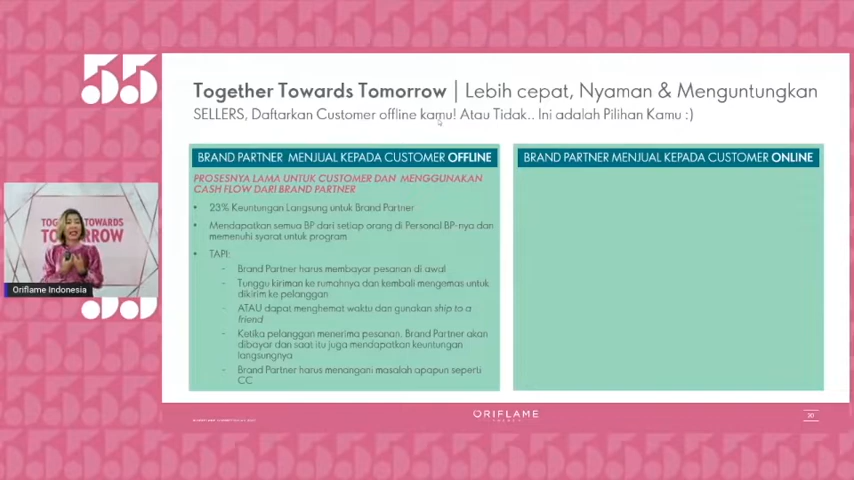 55
Together Towards Tomorrow | Lebih cepat, Nyaman & Menguntungkan
SELLERS, Daftarkan Customer offline kamu! Atau Tidak.. Ini adalah Pilihan Kamu :)
BRAND PARTNER MENJUAL KEPADA CUSTOMER OFFLINE
PROSESNYA LAMA UNTUK CUSTOMER DAN MENGGUNAKAN
CASH FLOW DARI BRAND PARTNER
• 23% Keuntungan Langsung untuk Brand Partner
• Mendapatkan semua BP dari setiap orang di Personal BP-nya dan
memenuhi syarat untuk program
• TAPI:
- Brand Partner harus membayar pesanan di awal
- Tunggu kiriman ke rumahnya dan kembali mengemas untuk
dikirim ke pelanggan
- ATAU dapat menghemat waktu dan gunakan ship to a
friend
- Ketika pelanggan menerima pesanan, Brand Partner akan
dibayar dan saat itu juga mendapatkan keuntungan
langsungnya
- Brand Partner harus menangani masalah apapun seperti
CC
BRAND PARTNER MENJUAL KEPADA CUSTOMER ONLINE
TOGETHER TOWARDS
TOMORROW
Oriflame Indonesia
ORIFLAME
SWEDEN
30